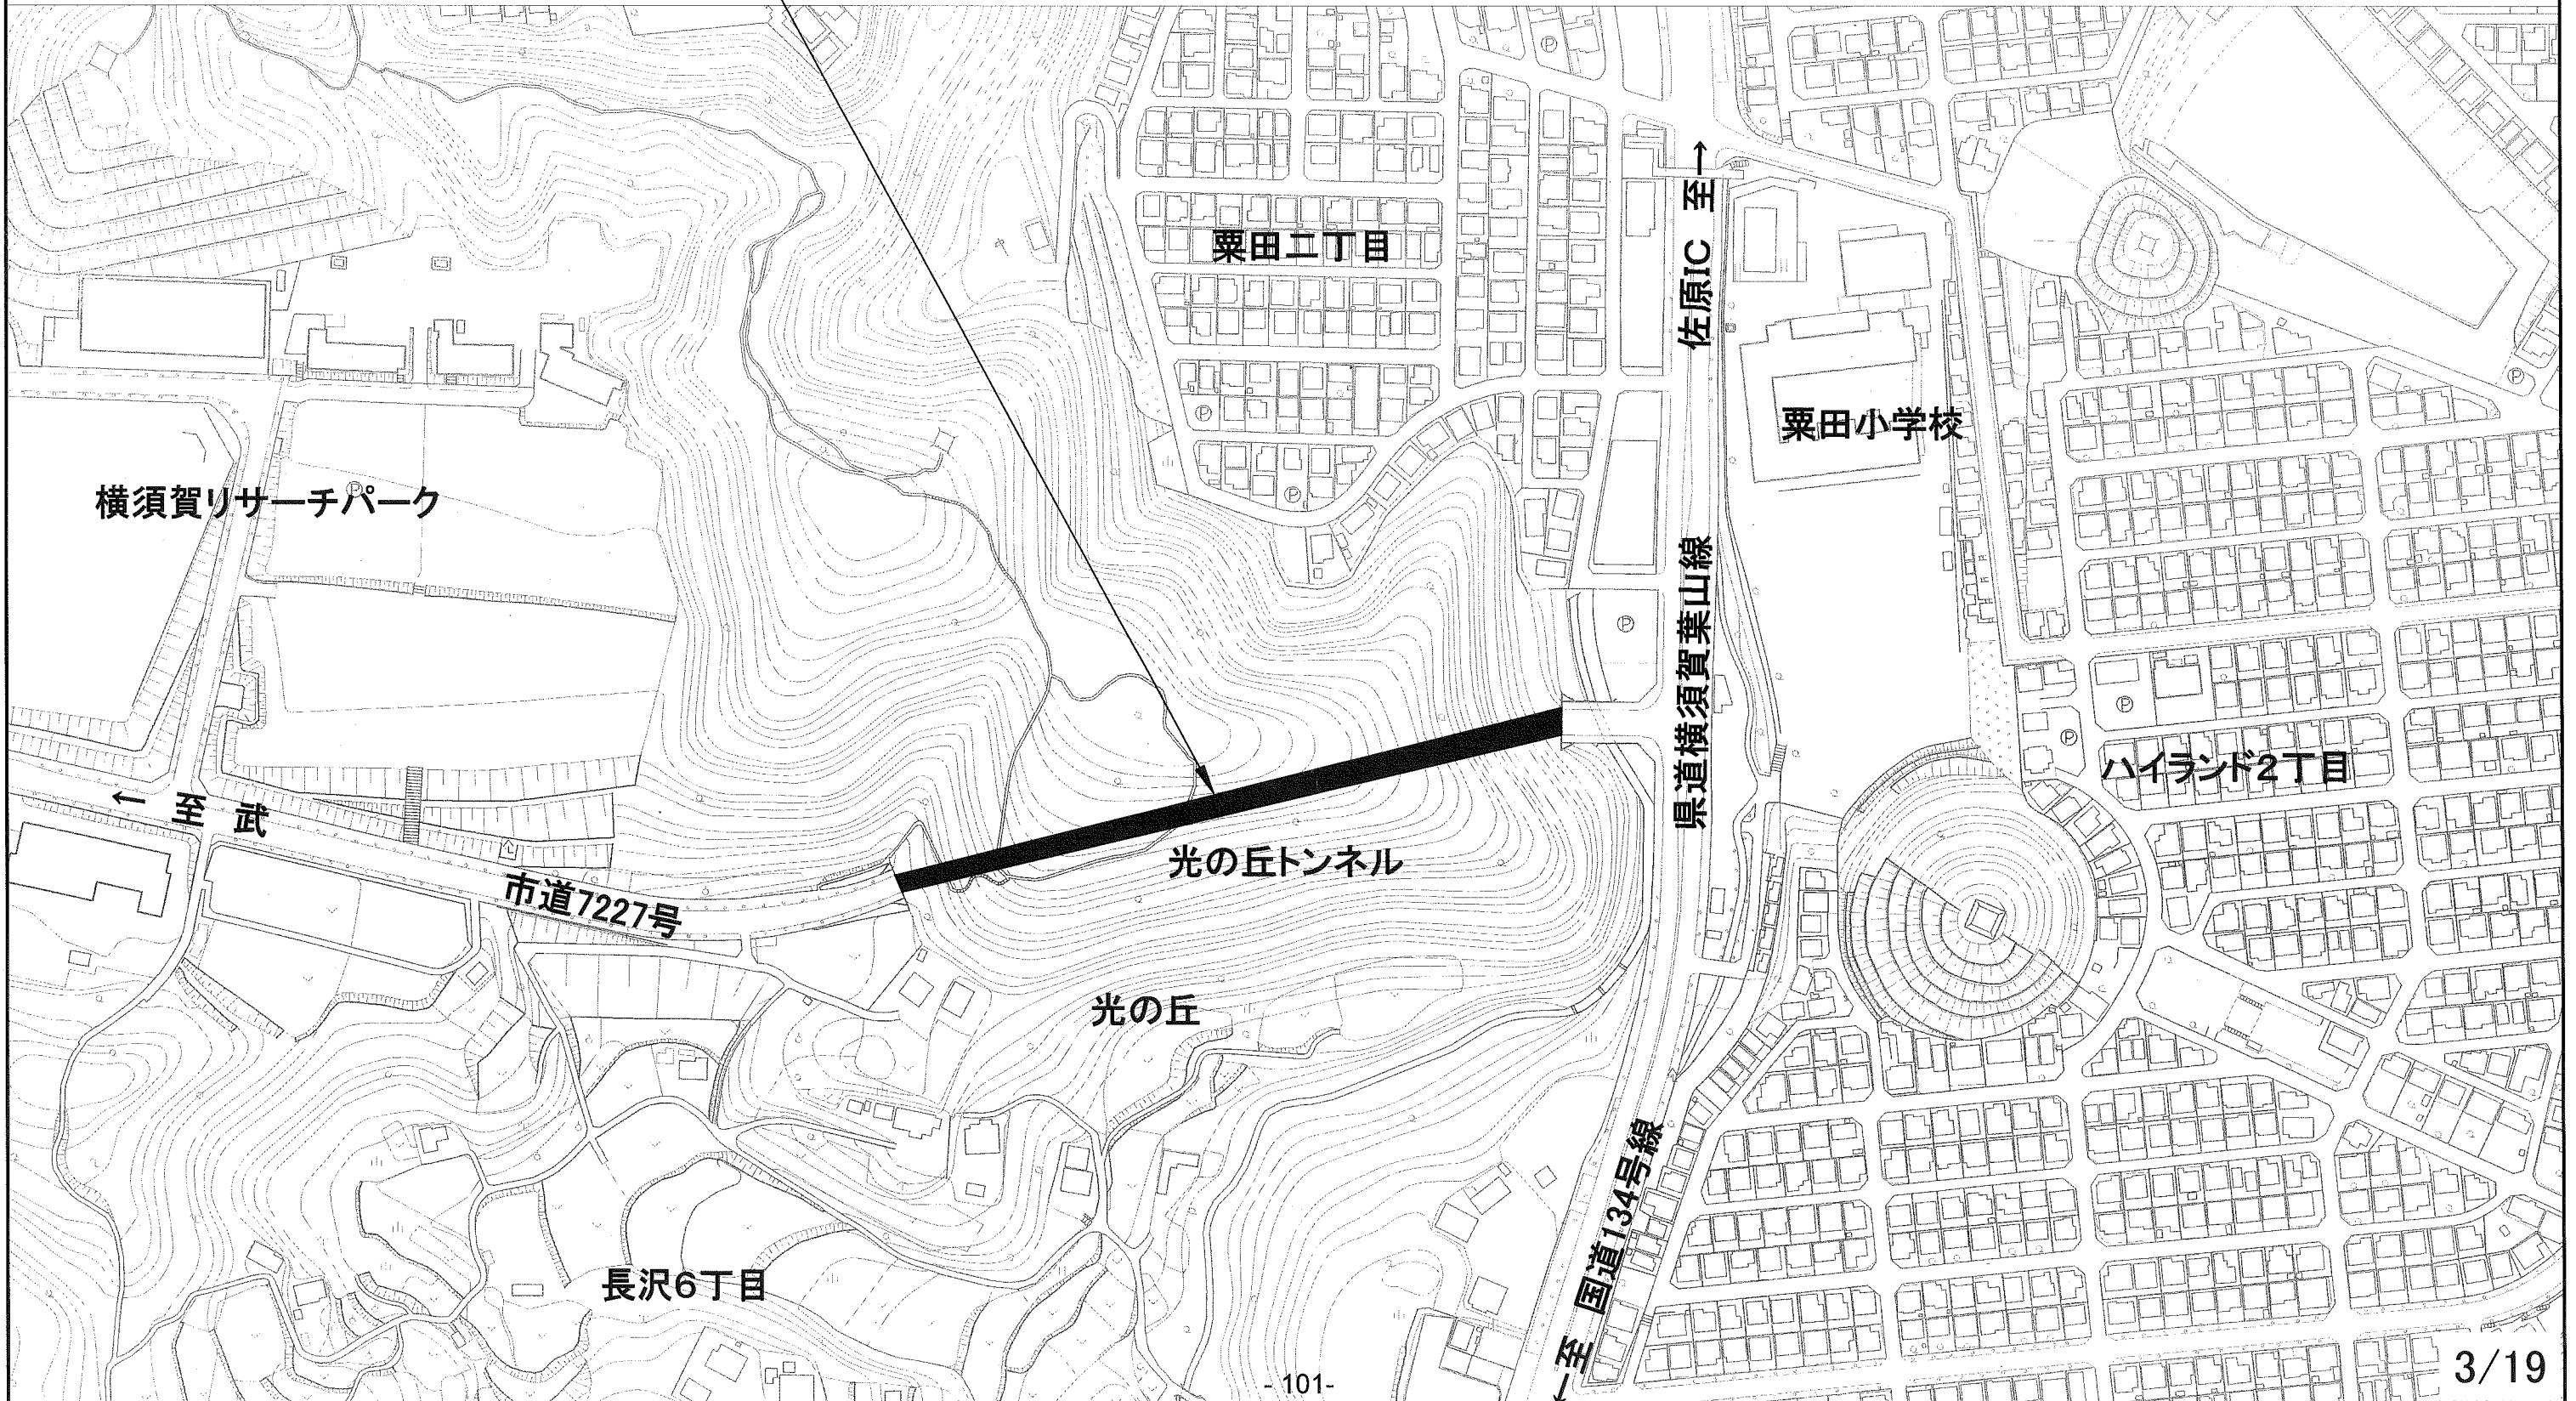 粟田二丁目
佐原IC 至→
粟田小学校
横須賀リサーチパーク
県道横須賀葉山線
ハイランド2丁目
← 至 武
市道7227号
光の丘トンネル
光の丘
長沢6丁目
←至 国道134号線
- 101-
3/19
P
P
P
P
P
P
P
P